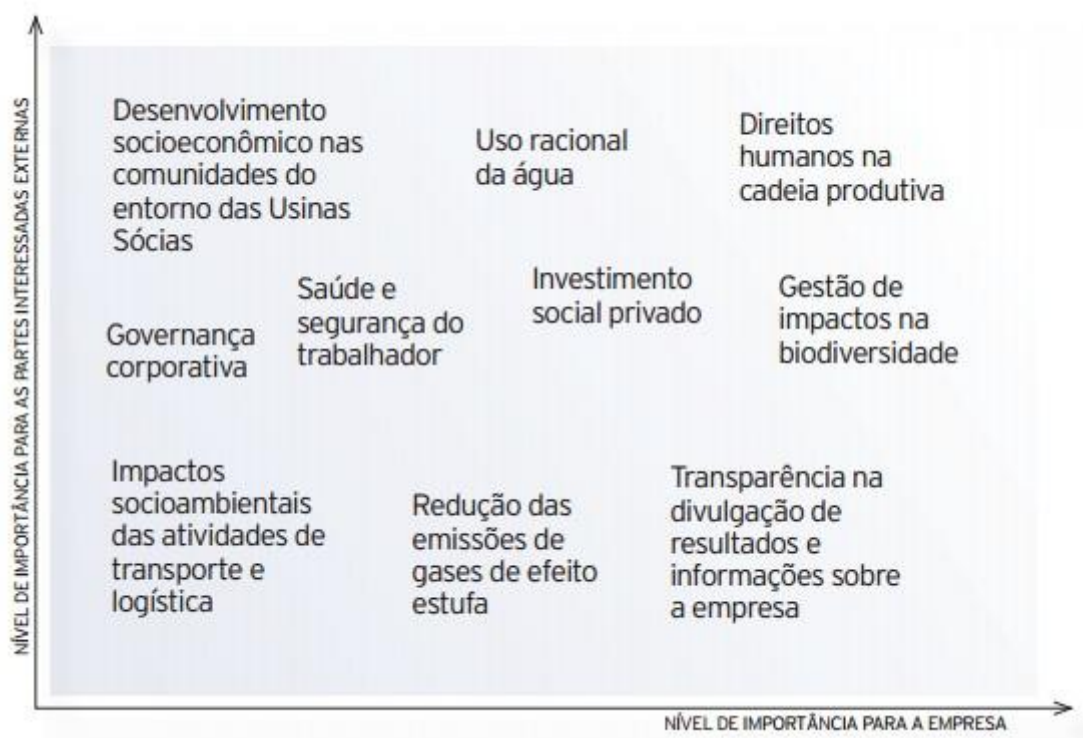 NÍVEL DE IMPORTÂNCIA PARA AS PARTES INTERESSADAS EXTERNAS
Desenvolvimento
socioeconômico nas
comunidades do
entorno das Usinas
Sócias
Uso racional
da água
Direitos
humanos na
cadeia produtiva
Governança
corporativa
Saúde e
segurança do
trabalhador
Investimento
social privado
Gestão de
impactos na
biodiversidade
Impactos
socioambientais
das atividades de
transporte e
logística
Redução das
emissões de
gases de efeito
estufa
Transparência na
divulgação de
resultados e
informações sobre
a empresa
NÍVEL DE IMPORTÂNCIA PARA A EMPRESA